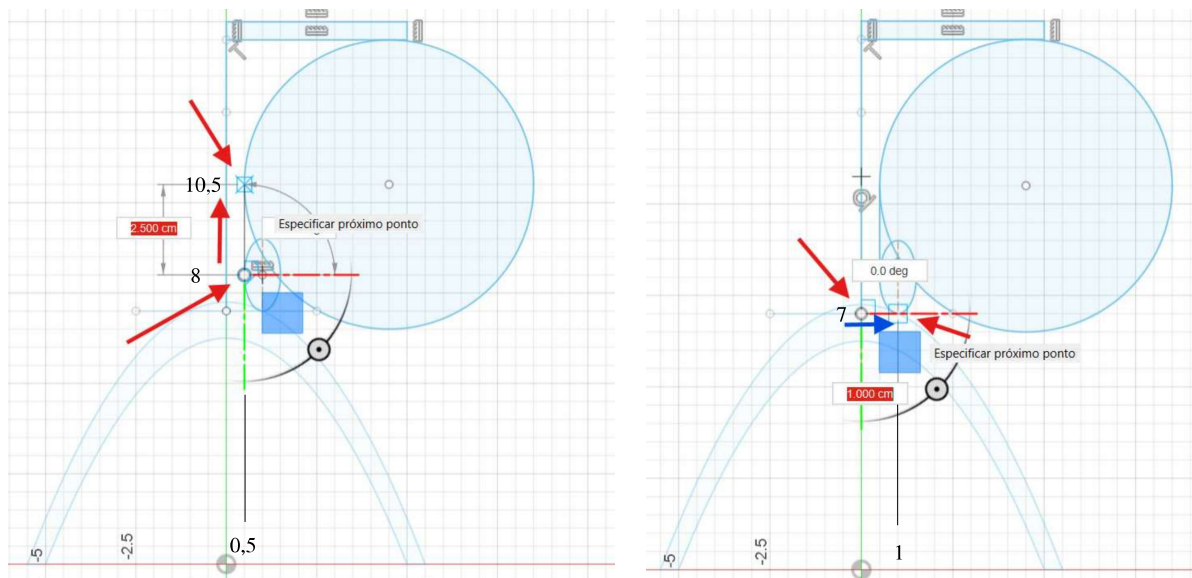 10,5
2.500 cm
Especificar próximo ponto
8
-5
-2.5
0,5
0.0 deg
7
Especificar próximo ponto
1.000 cm
-5
-2.5
1